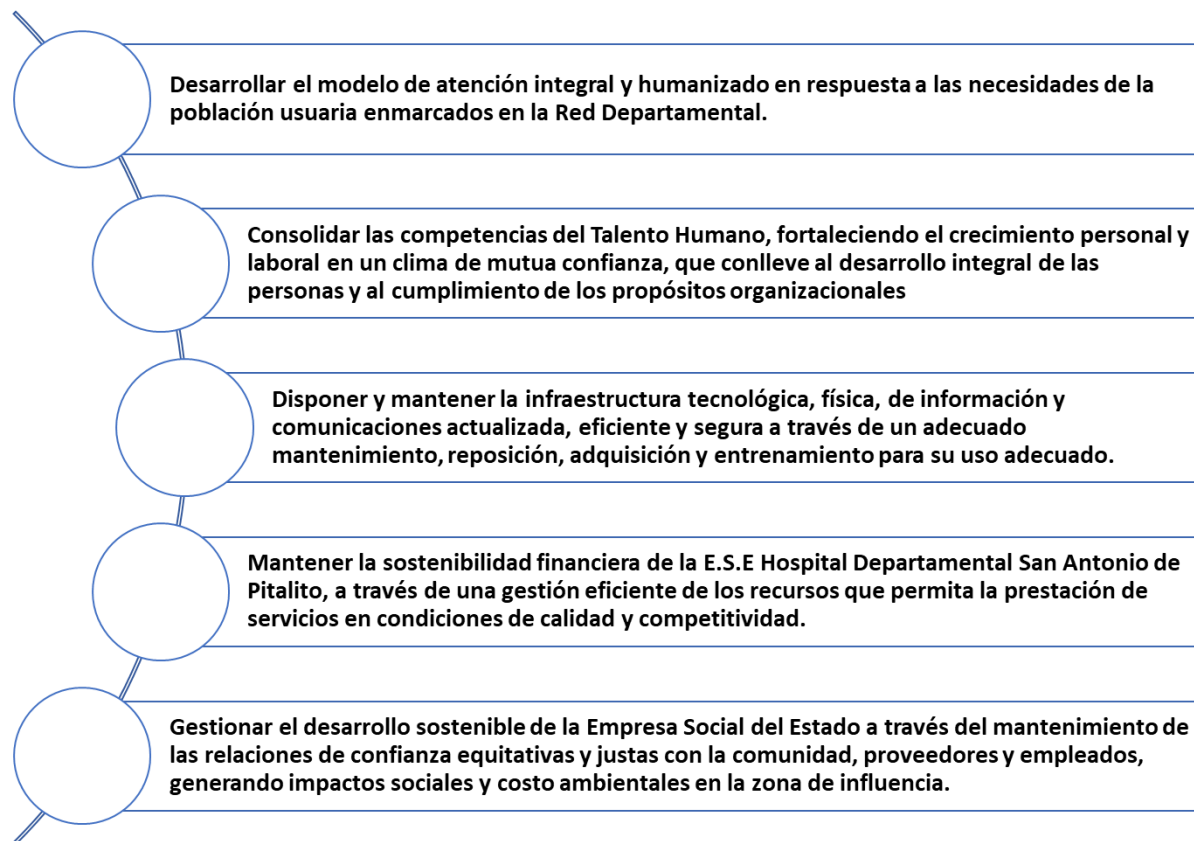 Desarrollar el modelo de atención integral y humanizado en respuesta a las necesidades de la
población usuaria enmarcados en la Red Departamental.
Consolidar las competencias del Talento Humano, fortaleciendo el crecimiento personal y
laboral en un clima de mutua confianza, que conlleve al desarrollo integral de las
personas y al cumplimiento de los propósitos organizacionales
Disponer y mantener la infraestructura tecnológica, física, de información y
comunicaciones actualizada, eficiente y segura a través de un adecuado
mantenimiento, reposición, adquisición y entrenamiento para su uso adecuado.
Mantener la sostenibilidad financiera de la E.S.E Hospital Departamental San Antonio de
Pitalito, a través de una gestión eficiente de los recursos que permita la prestación de
servicios en condiciones de calidad y competitividad.
Gestionar el desarrollo sostenible de la Empresa Social del Estado a través del mantenimiento de
las relaciones de confianza equitativas y justas con la comunidad, proveedores y empleados,
generando impactos sociales y costo ambientales en la zona de influencia.